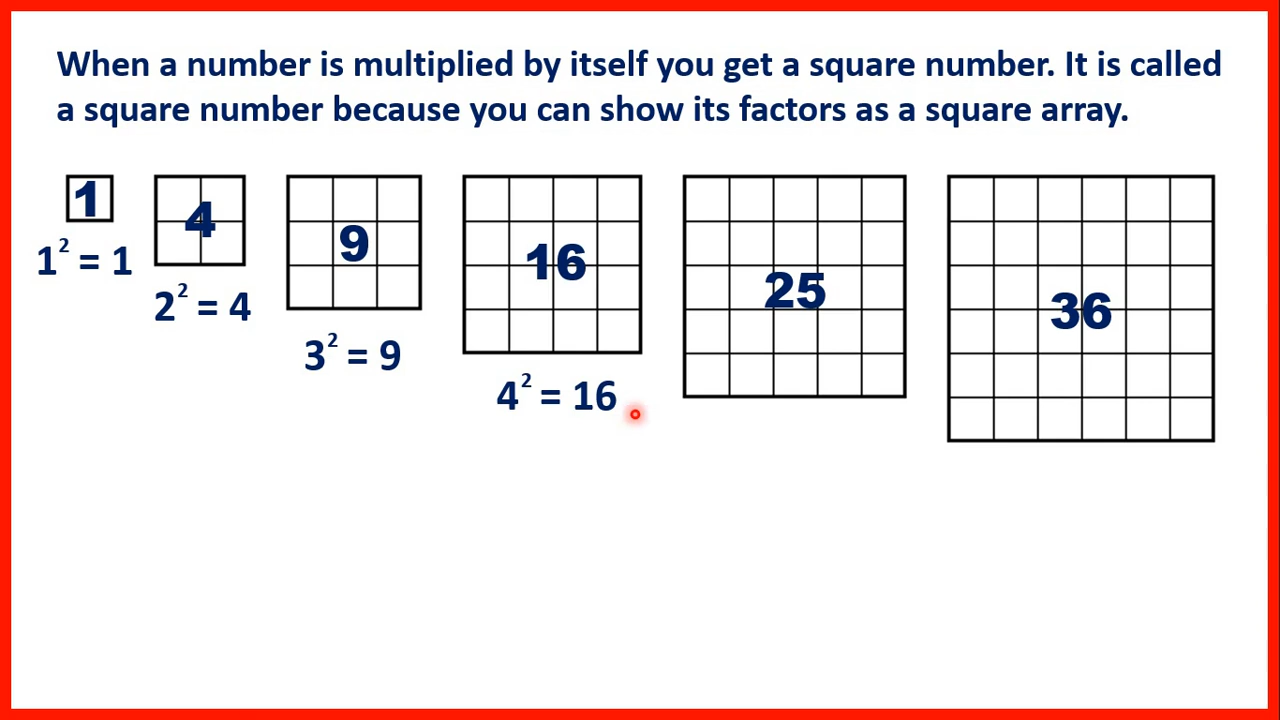 When a number is multiplied by itself you get a square number. It is called
a square number because you can show its factors as a square array.
1
1² = 1
4
2² = 4
9
3² = 9
16
4² = 16
25
36